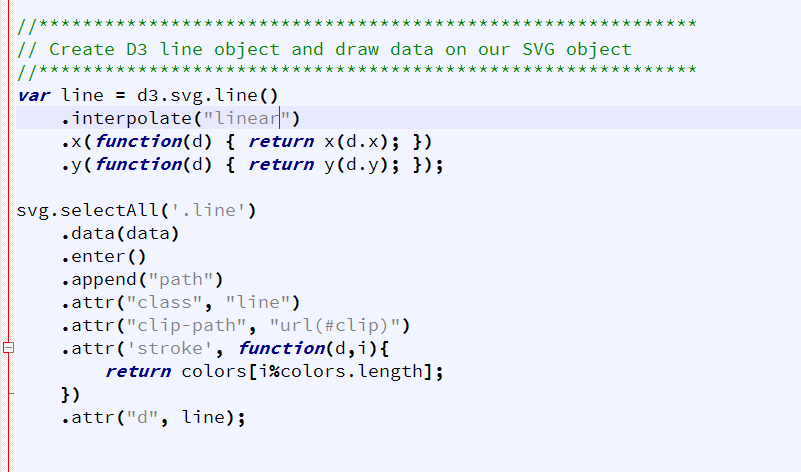 //************************************************************
// Create D3 line object and draw data on our SVG object
//************************************************************
var line = d3.svg.line()
    .interpolate("linear")
    .x(function(d) { return x(d.x); })
    .y(function(d) { return y(d.y); });

svg.selectAll('.line')
    .data(data)
    .enter()
    .append("path")
    .attr("class", "line")
    .attr("clip-path", "url(#clip)")
    .attr('stroke', function(d,i){
        return colors[i%colors.length];
    })
    .attr("d", line);